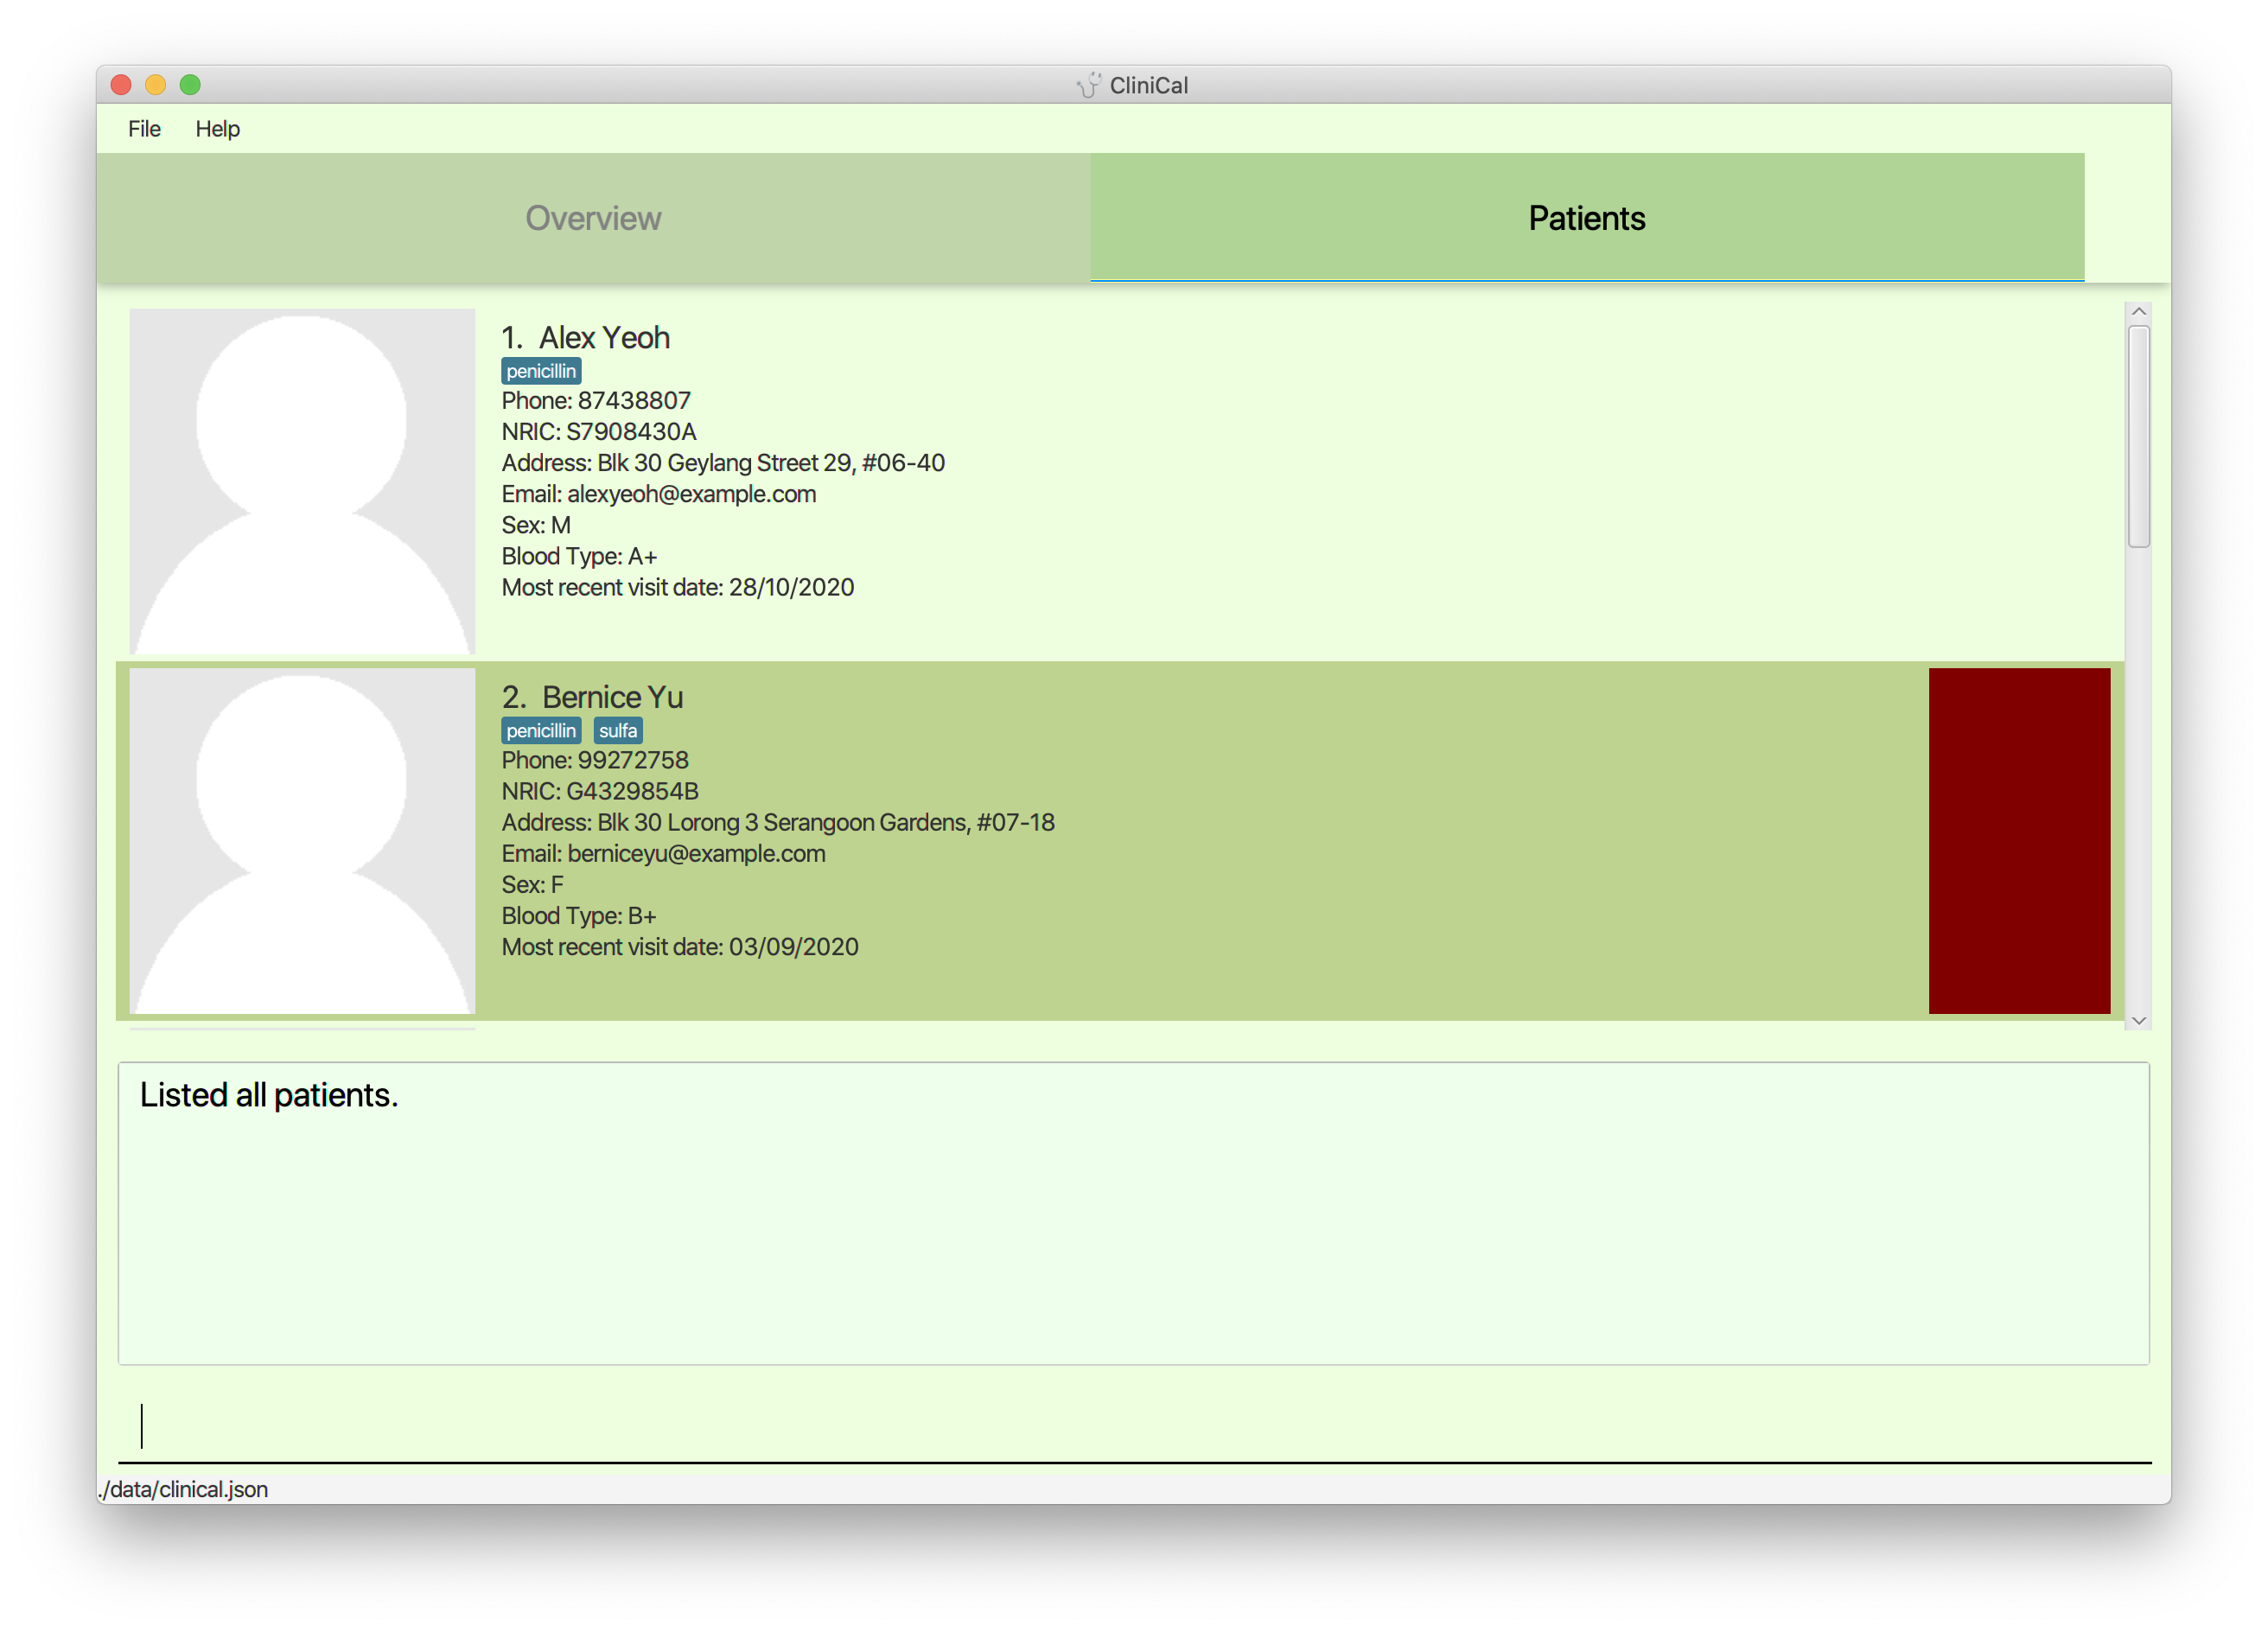 CliniCal
File Help
Overview Patients
1. Alex Yeoh
penicillin
Phone: 87438807
NRIC: S7908430A
Address: Blk 30 Geylang Street 29, #06-40
Email: alexyeoh@example.com
Sex: M
Blood Type: A+
Most recent visit date: 28/10/2020
2. Bernice Yu
penicillin sulfa
Phone: 99272758
NRIC: G4329854B
Address: Blk 30 Lorong 3 Serangoon Gardens, #07-18
Email: berniceyu@example.com
Sex: F
Blood Type: B+
Most recent visit date: 03/09/2020
Listed all patients.
./data/clinical.json